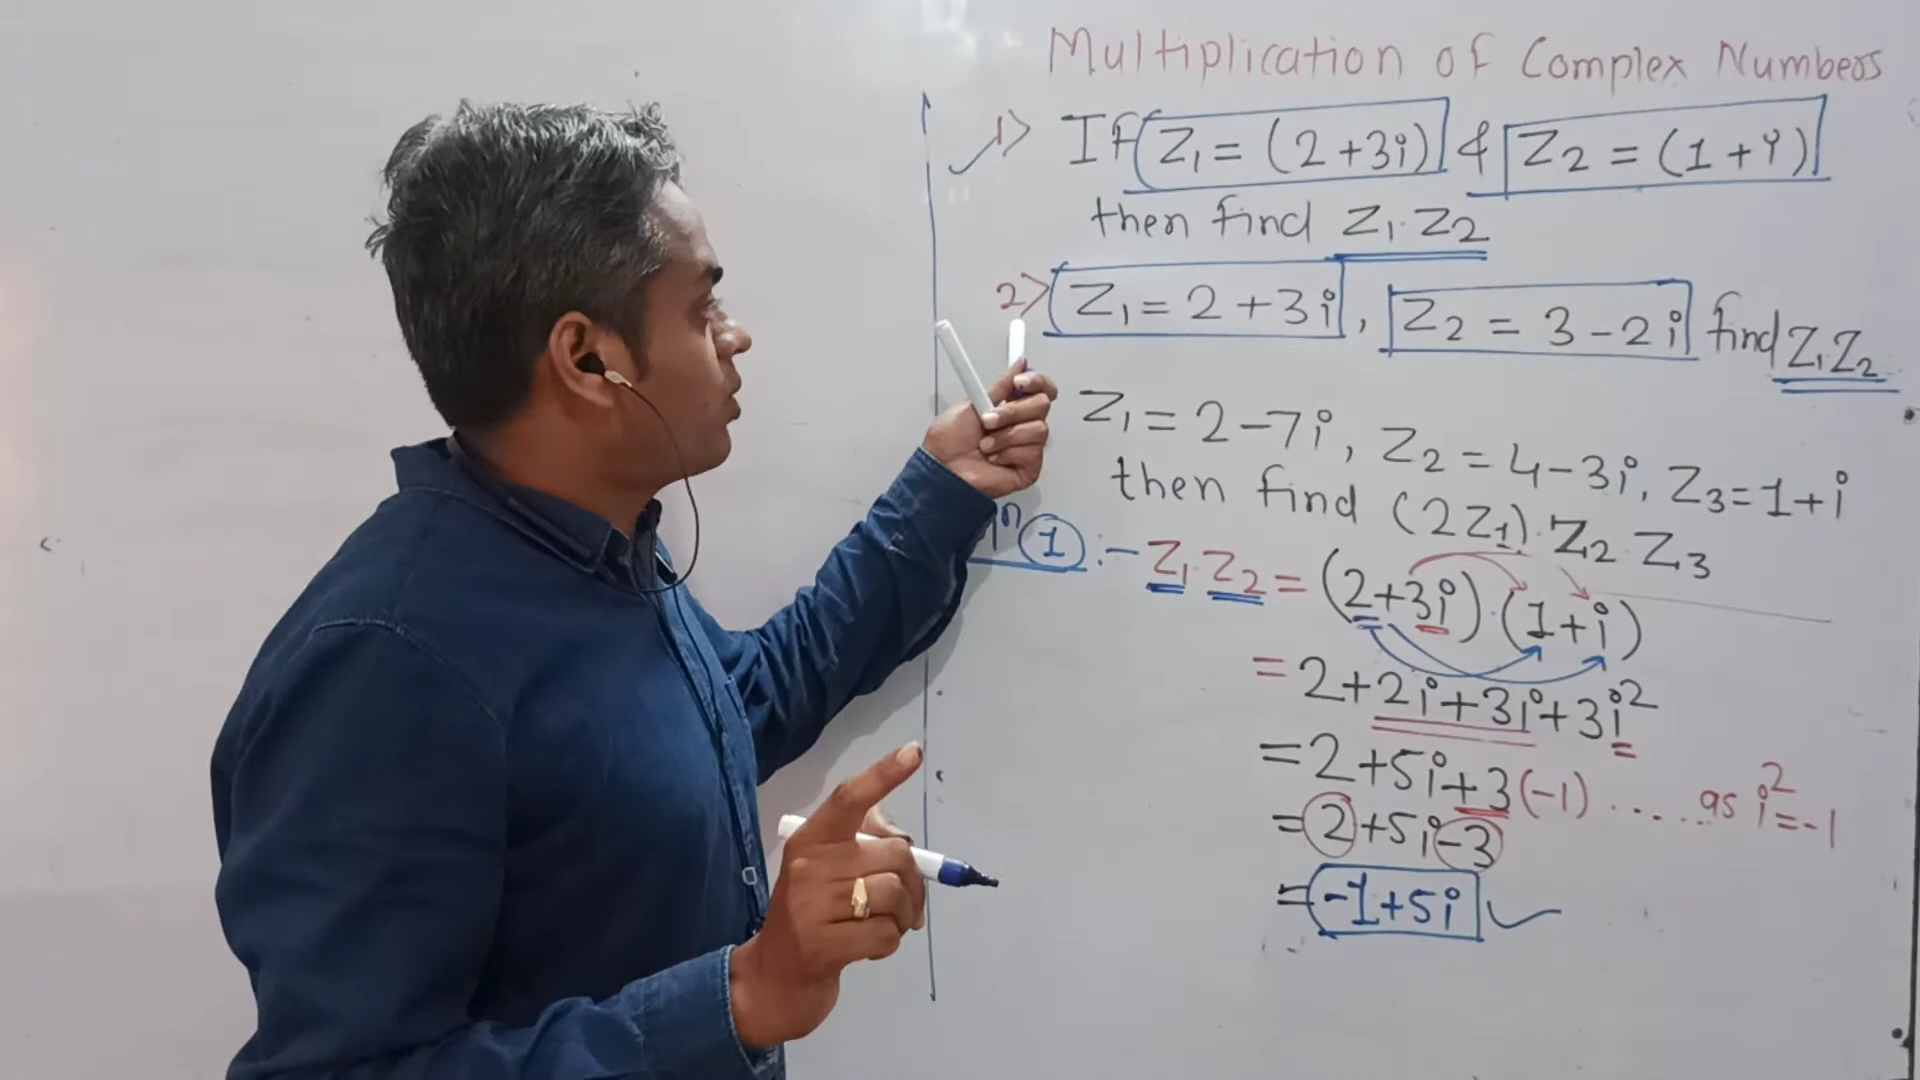 Multiplication of Complex Numbers
1> If Z₁ = (2+3i) & Z₂ = (1+i)
then find Z₁·Z₂
2> Z₁ = 2+3i, Z₂ = 3-2i find Z₁Z₂
Z₁ = 2-7i, Z₂ = 4-3i, Z₃ = 1+i
then find (2Z₁)·Z₂·Z₃
1 :- Z₁·Z₂ = (2+3i)·(1+i)
= 2+2i+3i+3i²
= 2+5i+3(-1) ..... as i²=-1
= 2+5i-3
= -1+5i